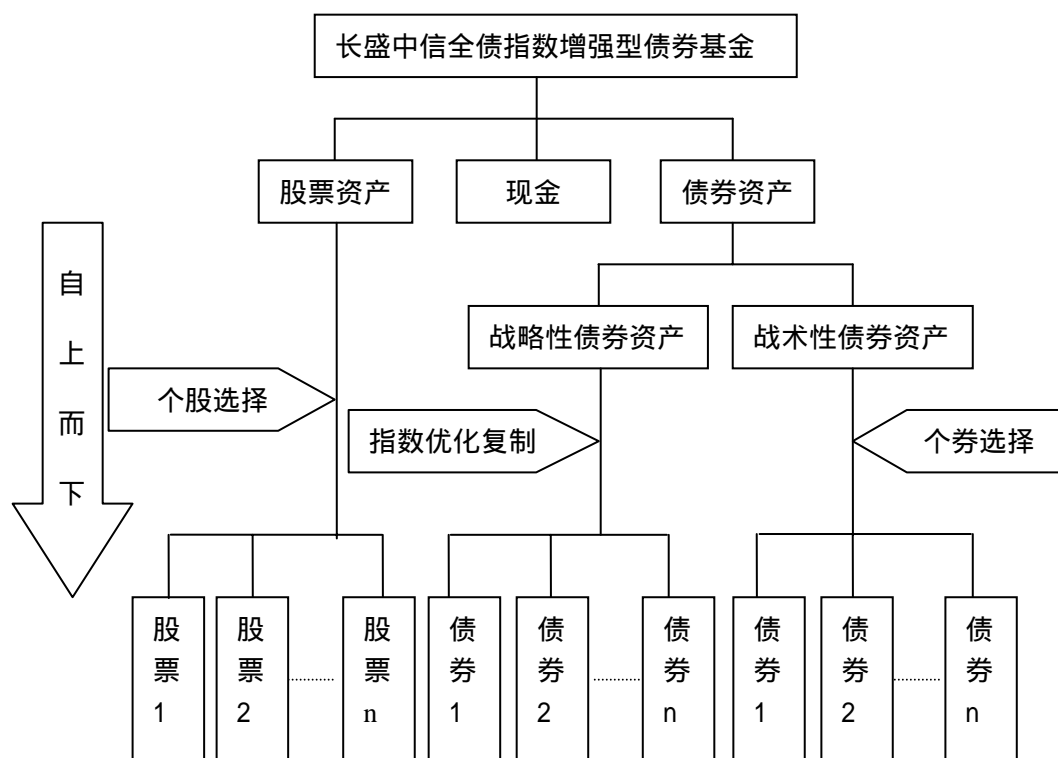 长盛中信全债指数增强型债券基金
股票资产
现金
债券资产
自上而下
战略性债券资产
战术性债券资产
个股选择
指数优化复制
个券选择
股票1
股票2
股票n
债券1
债券2
债券n
债券1
债券2
债券n